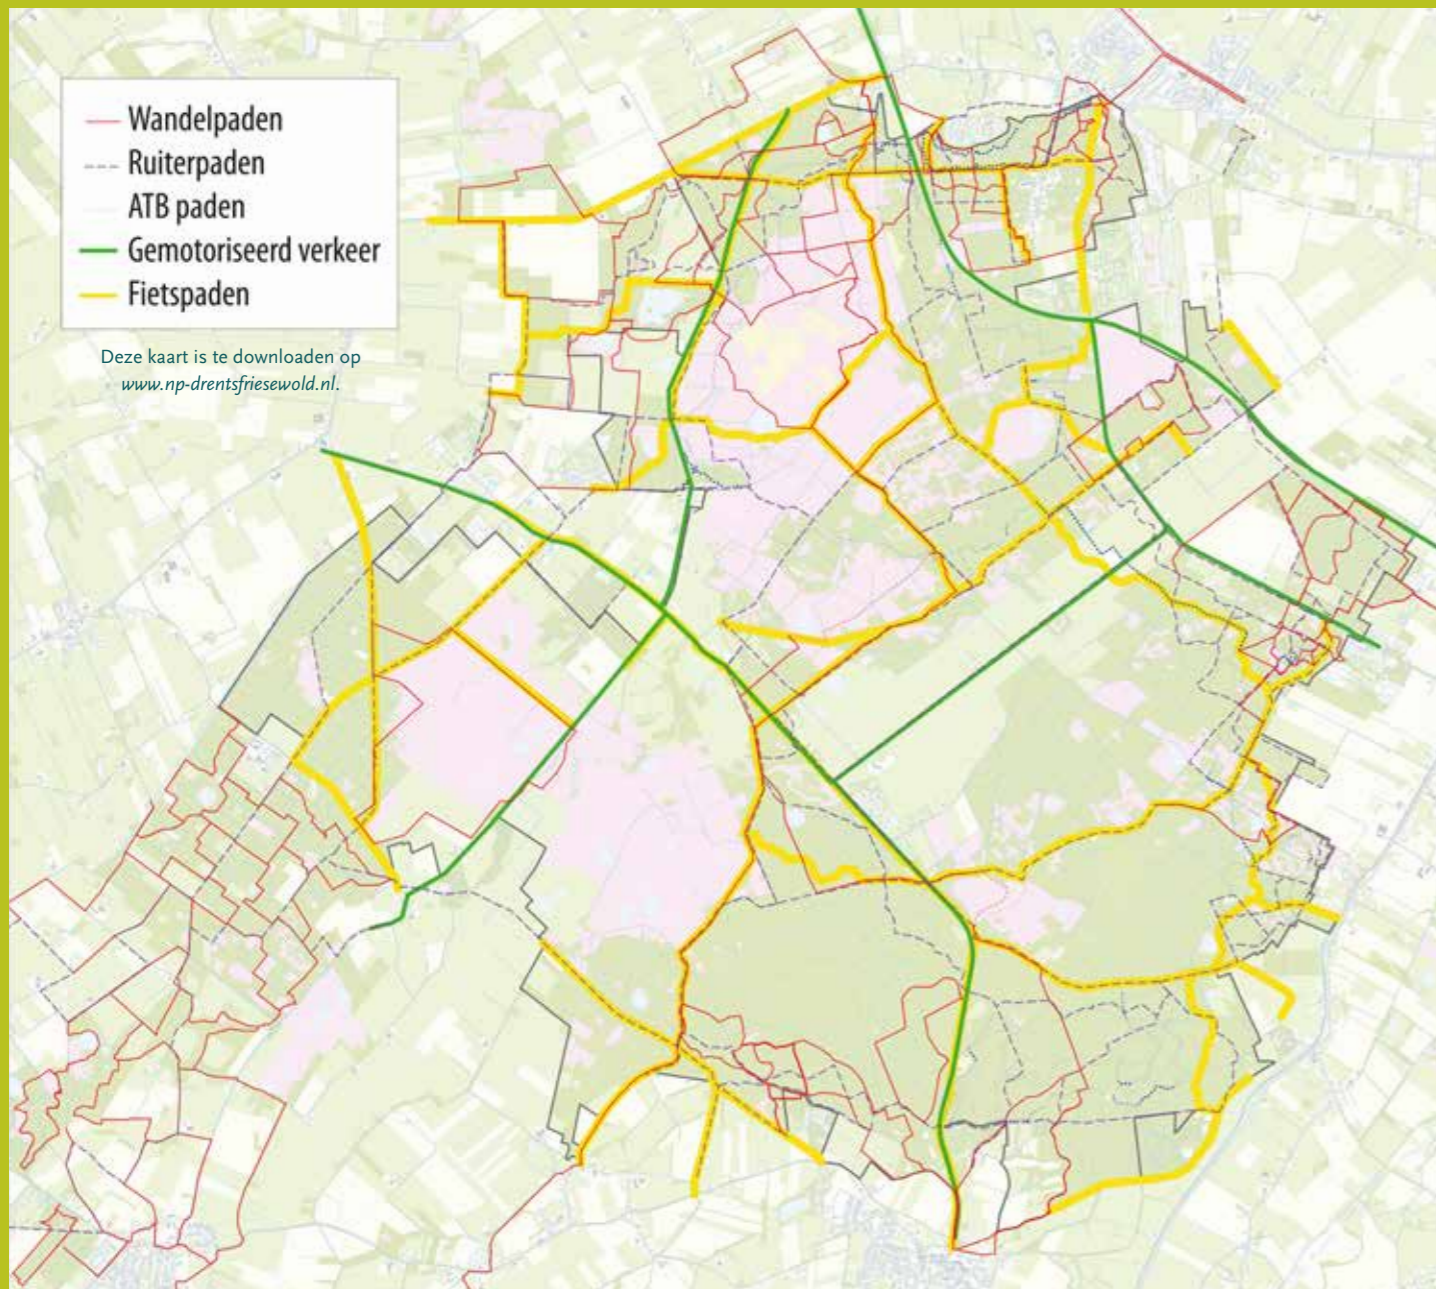 Wandelpaden
Ruiterpaden
ATB paden
Gemotoriseerd verkeer
Fietspaden
Deze kaart is te downloaden op
www.np-drentsfriesewold.nl.